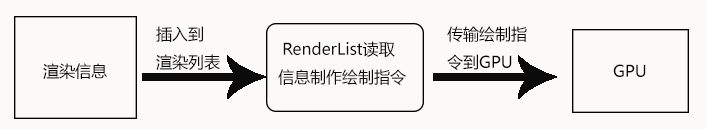 渲染信息
插入到
渲染列表
RenderList读取
信息制作绘制指令
传输绘制指
令到GPU
GPU